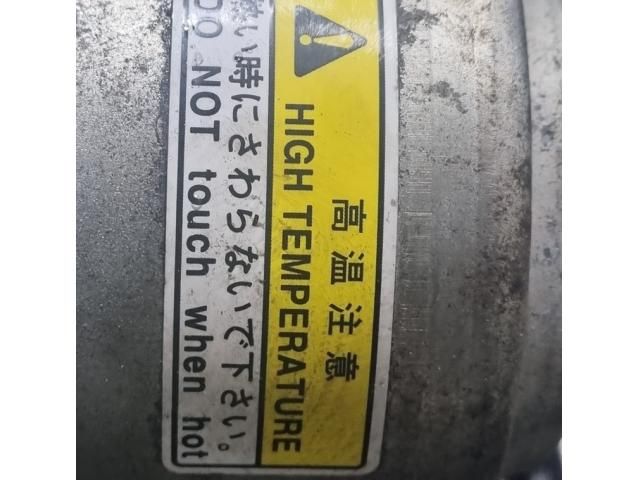 高温注意
HIGH TEMPERATURE
熱い時にさわらないで下さい。
DO NOT touch when hot